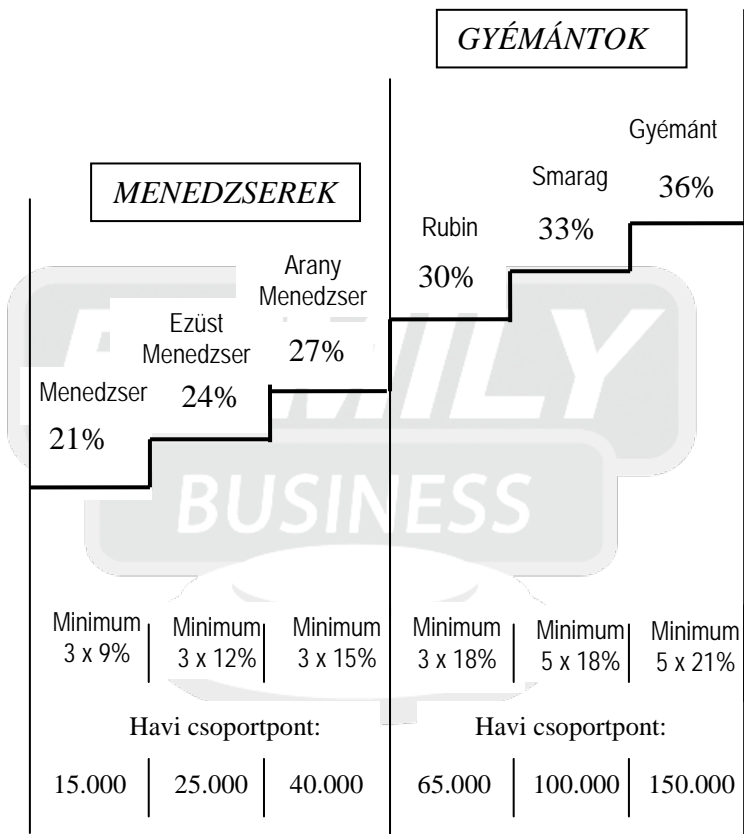 GYÉMÁNTOK
Gyémánt
36%
Smarag
33%
Rubin
30%
MENEDZSEREK
Arany
Menedzser
27%
Ezüst
Menedzser
24%
Menedzser
21%
FAMILY
BUSINESS
Minimum
3 x 9%
Minimum
3 x 12%
Minimum
3 x 15%
Minimum
3 x 18%
Minimum
5 x 18%
Minimum
5 x 21%
Havi csoportpont:
Havi csoportpont:
15.000
25.000
40.000
65.000
100.000
150.000